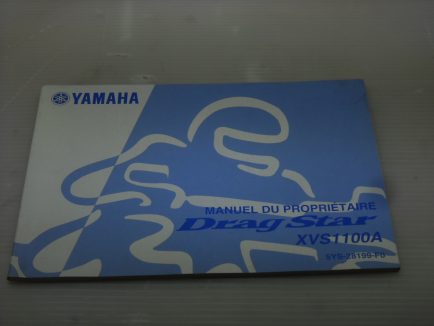 YAMAHA
MANUEL DU PROPRIÉTAIRE
Drag Star
XVS1100A